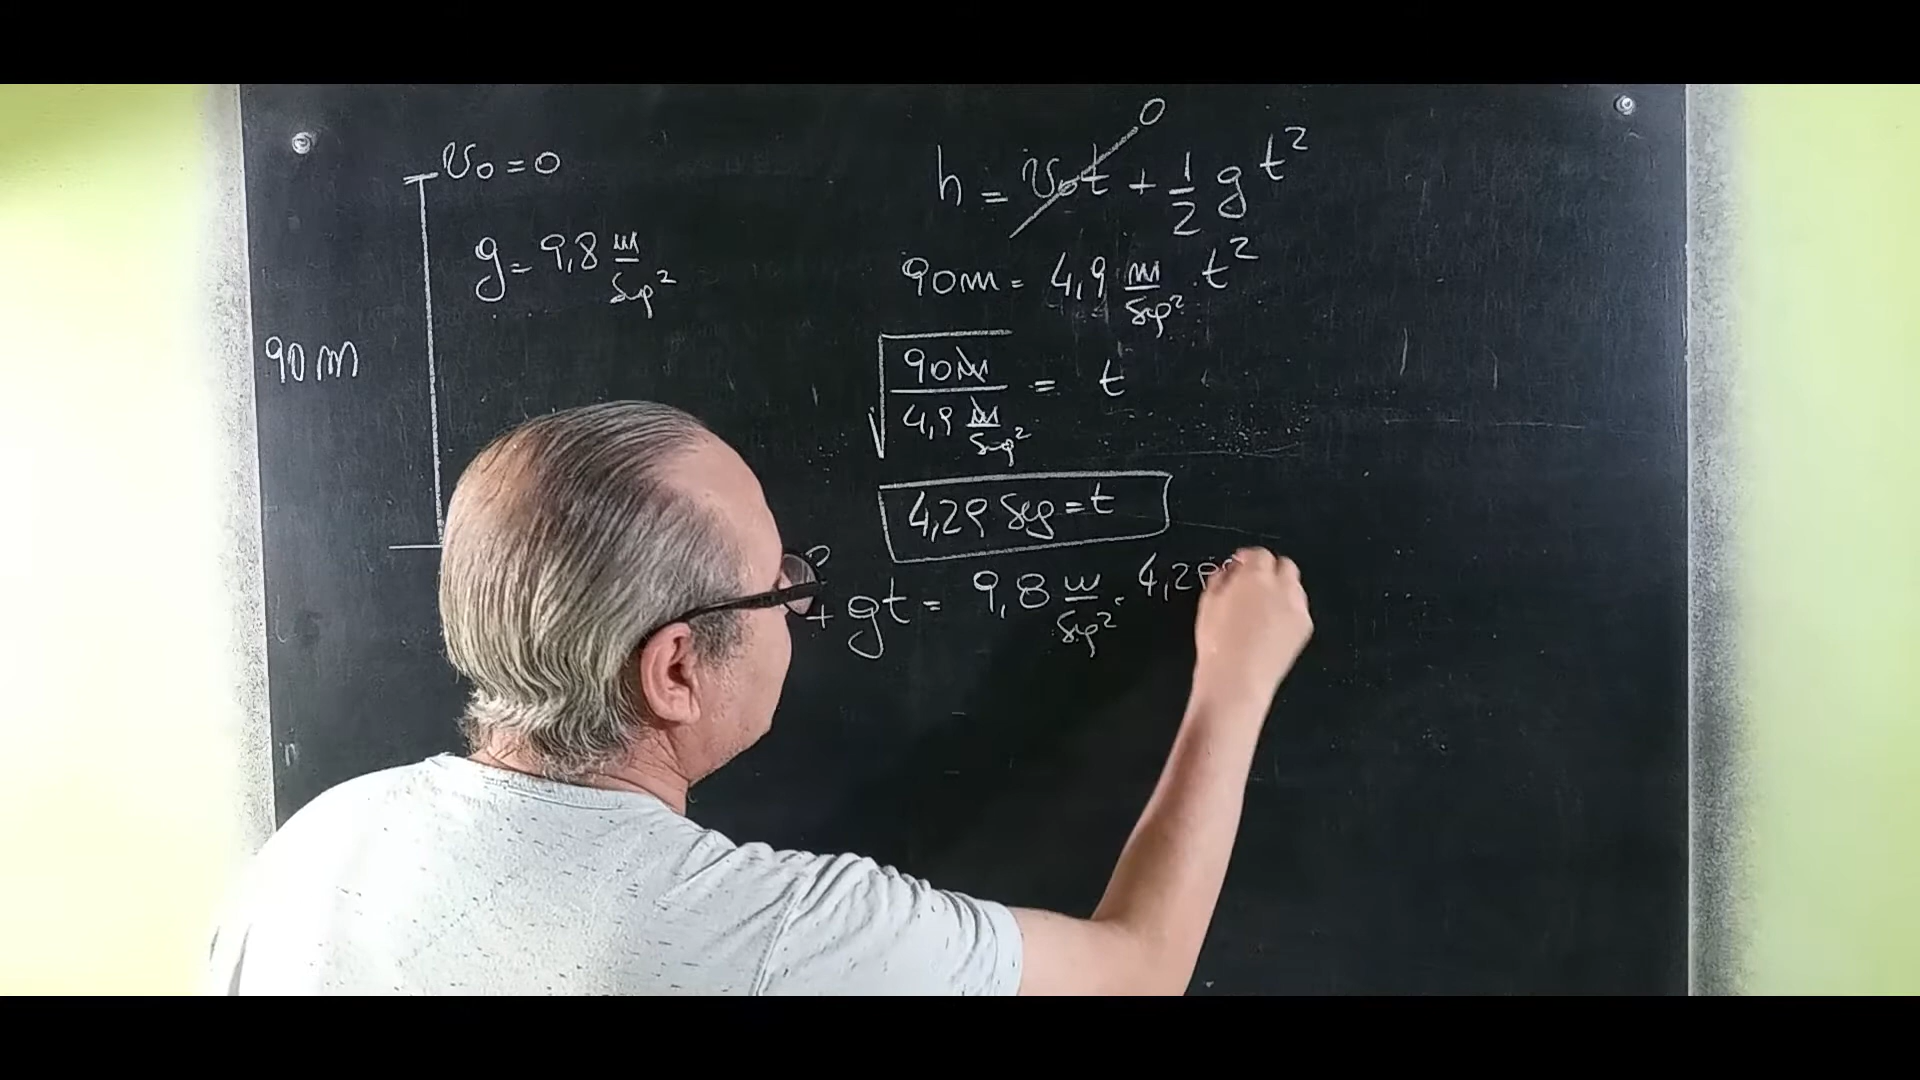 v₀ = 0
g = 9,8 m/seg²
90 m
h = v₀t + 1/2 g t²
0
90m = 4,9 m/seg² . t²
√(90m / 4,9 m/seg²) = t
4,29 seg = t
+ gt = 9,8 m/seg² . 4,29